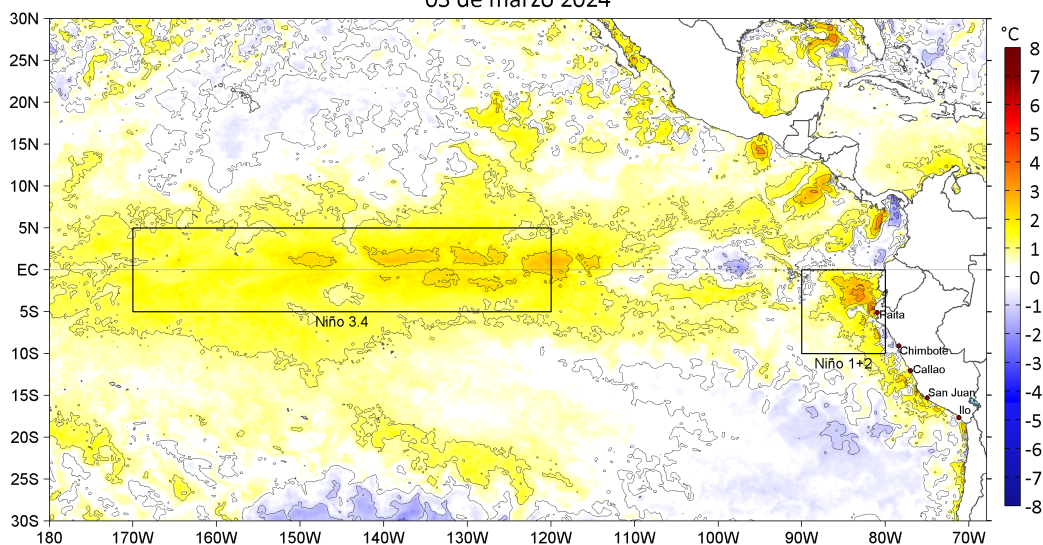 03 de marzo 2024
30N
25N
20N
15N
10N
5N
EC
5S
10S
15S
20S
25S
30S
180 170W 160W 150W 140W 130W 120W 110W 100W 90W 80W 70W
Niño 3.4
Niño 1+2
Paita
Chimbote
Callao
San Juan
Ilo
°C
8
7
6
5
4
3
2
1
0
-1
-2
-3
-4
-5
-6
-7
-8